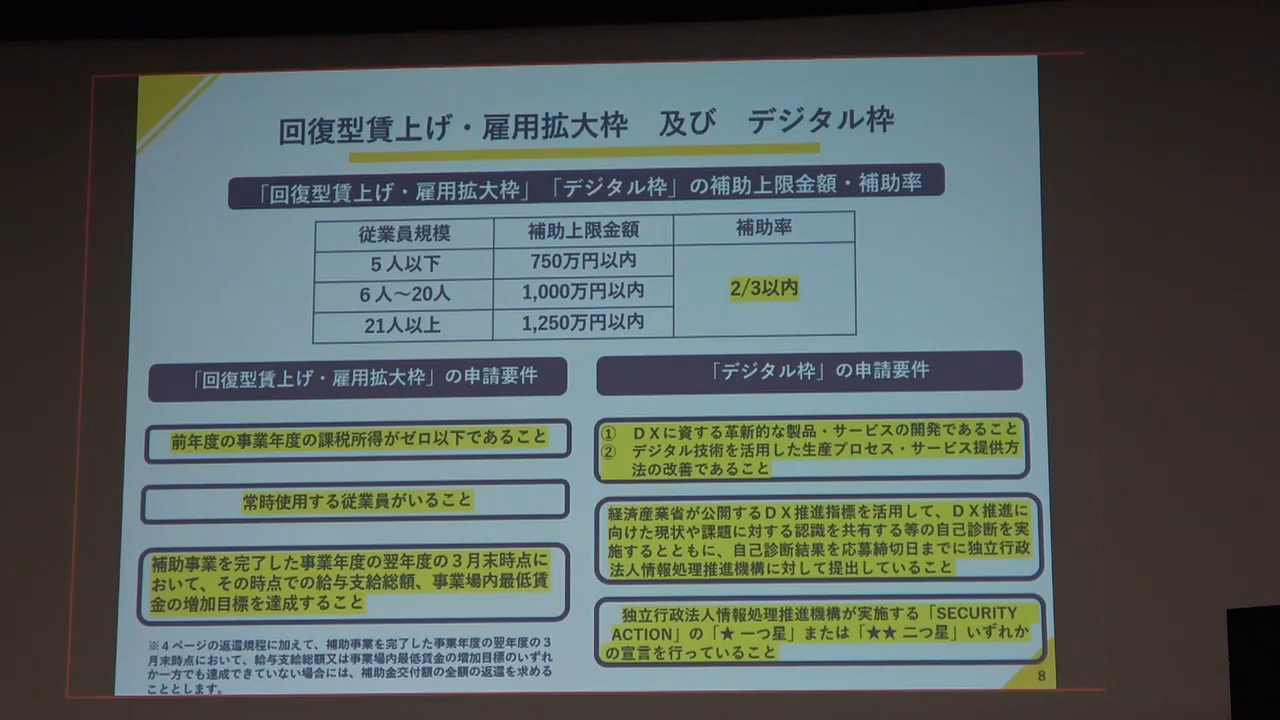 回復型賃上げ・雇用拡大枠　及び　デジタル枠
「回復型賃上げ・雇用拡大枠」「デジタル枠」の補助上限金額・補助率
従業員規模　補助上限金額　補助率
５人以下　750万円以内
６人～20人　1,000万円以内　2/3以内
21人以上　1,250万円以内
「回復型賃上げ・雇用拡大枠」の申請要件
前年度の事業年度の課税所得がゼロ以下であること
常時使用する従業員がいること
補助事業を完了した事業年度の翌年度の３月末時点に
おいて、その時点での給与支給総額、事業場内最低賃
金の増加目標を達成すること
※４ページの返還規程に加えて、補助事業を完了した事業年度の翌年度の３
月末時点において、給与支給総額又は事業場内最低賃金の増加目標のいずれ
か一方でも達成できていない場合には、補助金交付額の全額の返還を求める
こととします。
「デジタル枠」の申請要件
①　ＤＸに資する革新的な製品・サービスの開発であること
②　デジタル技術を活用した生産プロセス・サービス提供方
法の改善であること
経済産業省が公開するＤＸ推進指標を活用して、ＤＸ推進に
向けた現状や課題に対する認識を共有する等の自己診断を実
施するとともに、自己診断結果を応募締切日までに独立行政
法人情報処理推進機構に対して提出していること
独立行政法人情報処理推進機構が実施する「SECURITY
ACTION」の「★ 一つ星」または「★★ 二つ星」いずれか
の宣言を行っていること
8